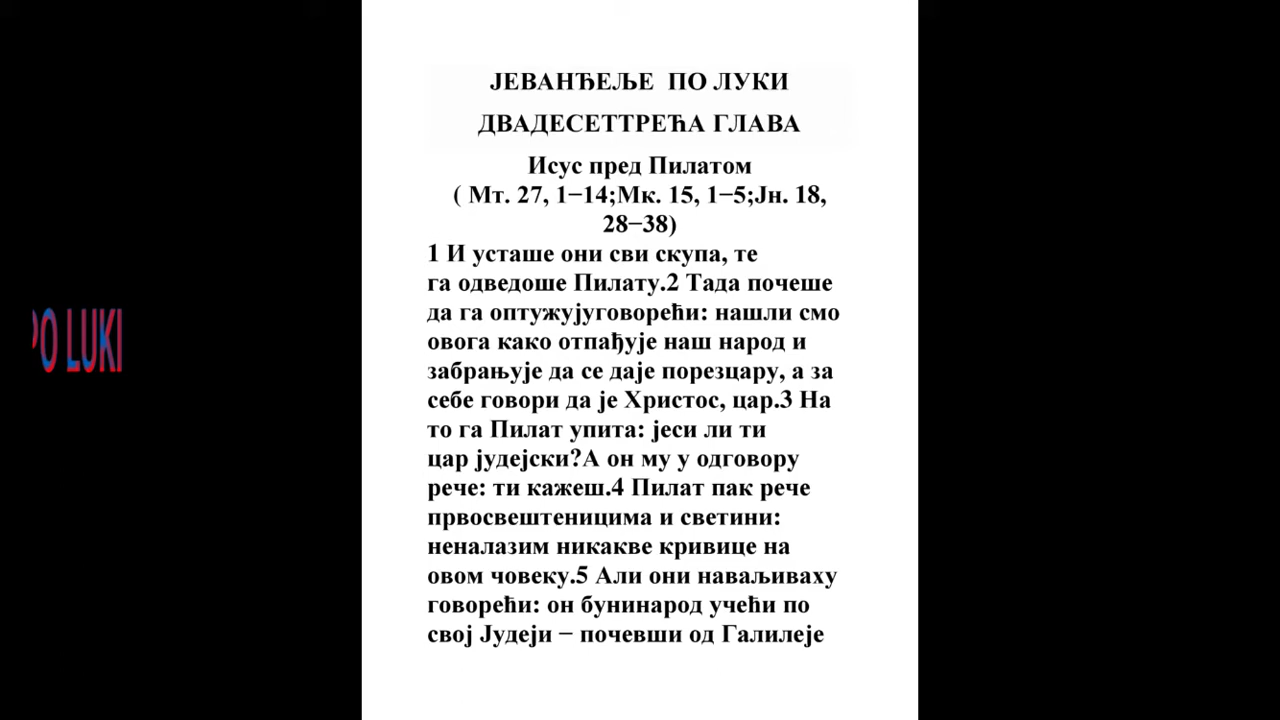 ЈЕВАНЂЕЉЕ ПО ЛУКИ
ДВАДЕСЕТТРЕЋА ГЛАВА
Исус пред Пилатом
( Мт. 27, 1−14;Мк. 15, 1−5;Јн. 18,
28−38)
1 И усташе они сви скупа, те
га одведоше Пилату.2 Тада почеше
да га оптужујуговорећи: нашли смо
овога како отпађује наш народ и
забрањује да се даје порезцару, а за
себе говори да је Христос, цар.3 На
то га Пилат упита: јеси ли ти
цар јудејски?А он му у одговору
рече: ти кажеш.4 Пилат пак рече
првосвештеницима и светини:
неналазим никакве кривице на
овом човеку.5 Али они наваљиваху
говорећи: он бунинарод учећи по
свој Јудеји − почевши од Галилеје
PO LUKI